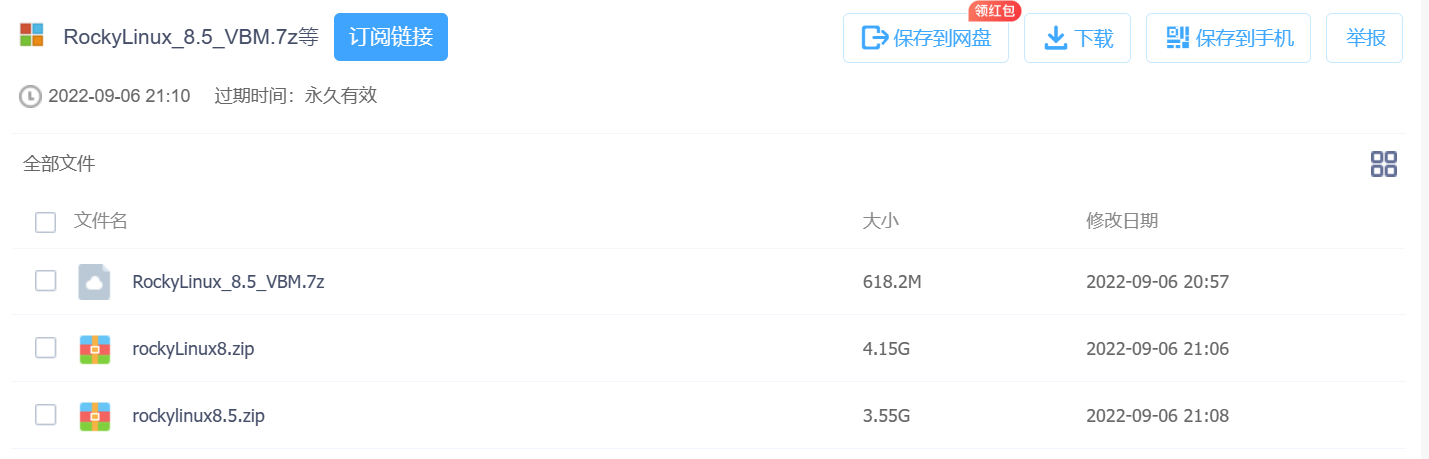 领红包
RockyLinux_8.5_VBM.7z等 订阅链接 保存到网盘 下载 保存到手机 举报
2022-09-06 21:10 过期时间：永久有效
全部文件
文件名 大小 修改日期
RockyLinux_8.5_VBM.7z 618.2M 2022-09-06 20:57
rockyLinux8.zip 4.15G 2022-09-06 21:06
rockylinux8.5.zip 3.55G 2022-09-06 21:08